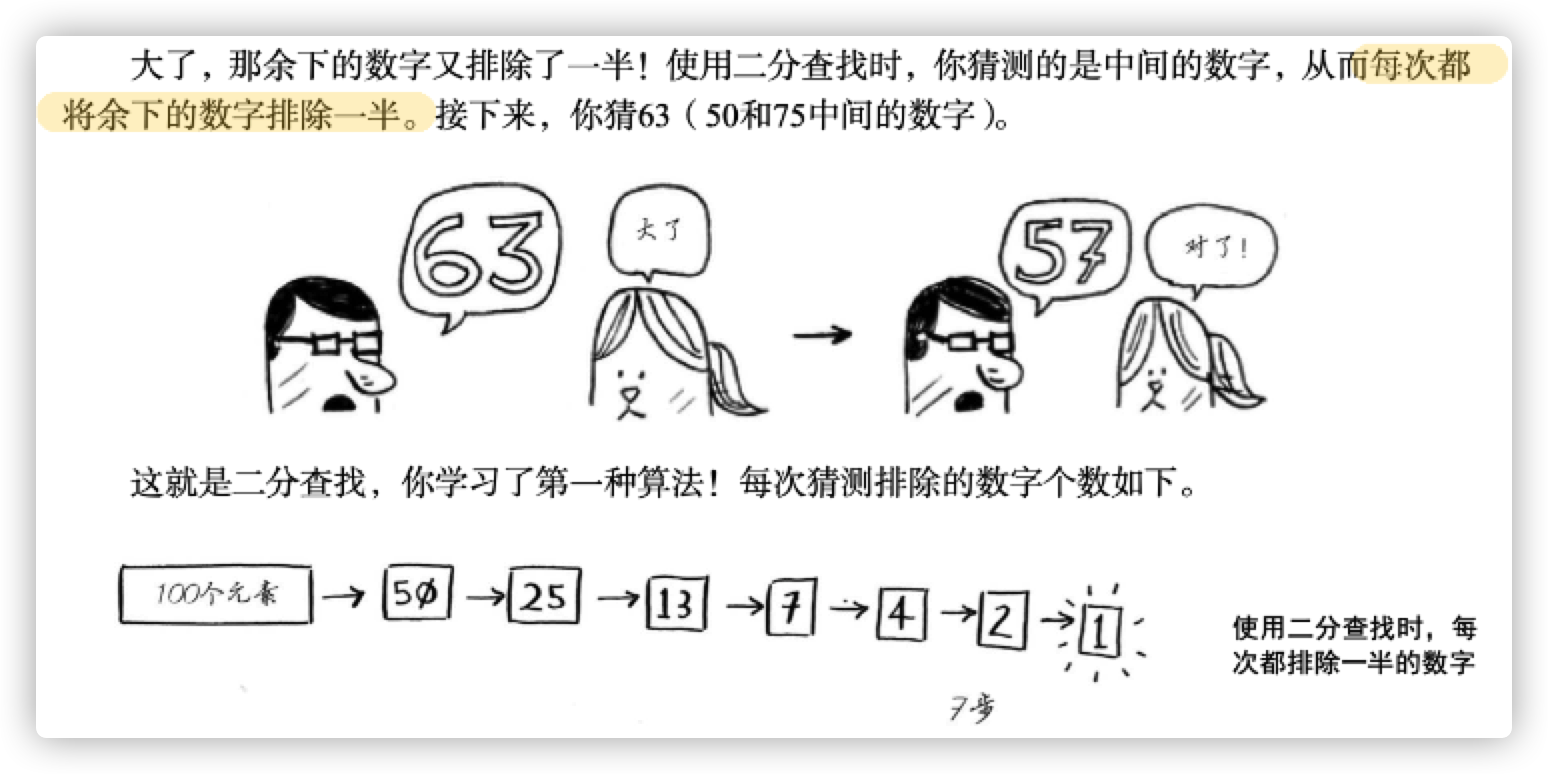 大了，那余下的数字又排除了一半！使用二分查找时，你猜测的是中间的数字，从而每次都
将余下的数字排除一半。接下来，你猜63（50和75中间的数字）。
63
大了
57
对了！
这就是二分查找，你学习了第一种算法！每次猜测排除的数字个数如下。
100个元素 → 50 → 25 → 13 → 7 → 4 → 2 → 1
7步
使用二分查找时，每
次都排除一半的数字